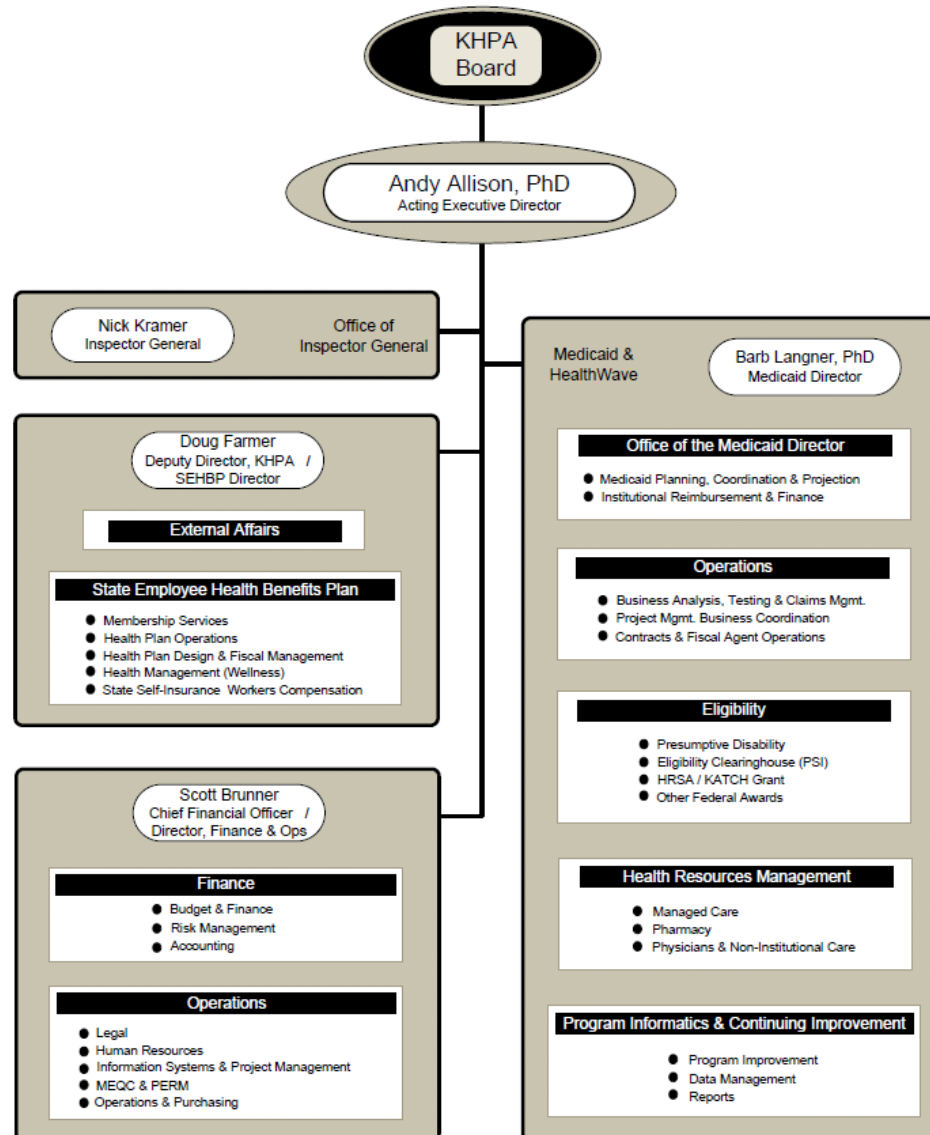 KHPA
Board
Andy Allison, PhD
Acting Executive Director
Nick Kramer
Inspector General
Office of
Inspector General
Doug Farmer
Deputy Director, KHPA /
SEHBP Director
External Affairs
State Employee Health Benefits Plan
● Membership Services
● Health Plan Operations
● Health Plan Design & Fiscal Management
● Health Management (Wellness)
● State Self-Insurance Workers Compensation
Scott Brunner
Chief Financial Officer /
Director, Finance & Ops
Finance
● Budget & Finance
● Risk Management
● Accounting
Operations
● Legal
● Human Resources
● Information Systems & Project Management
● MEQC & PERM
● Operations & Purchasing
Medicaid &
HealthWave
Barb Langner, PhD
Medicaid Director
Office of the Medicaid Director
● Medicaid Planning, Coordination & Projection
● Institutional Reimbursement & Finance
Operations
● Business Analysis, Testing & Claims Mgmt.
● Project Mgmt. Business Coordination
● Contracts & Fiscal Agent Operations
Eligibility
● Presumptive Disability
● Eligibility Clearinghouse (PSI)
● HRSA / KATCH Grant
● Other Federal Awards
Health Resources Management
● Managed Care
● Pharmacy
● Physicians & Non-Institutional Care
Program Informatics & Continuing Improvement
● Program Improvement
● Data Management
● Reports